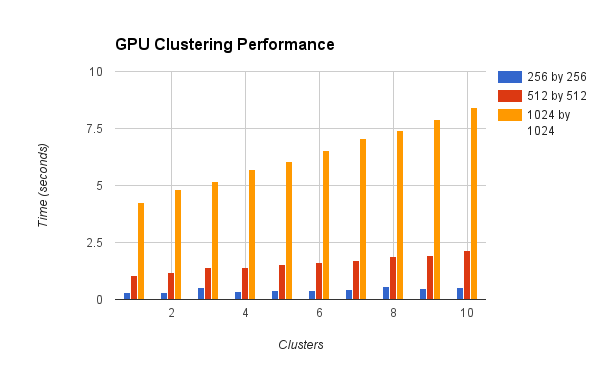 GPU Clustering Performance
10
7.5
5
2.5
0
Time (seconds)
2
4
6
8
10
Clusters
256 by 256
512 by 512
1024 by
1024